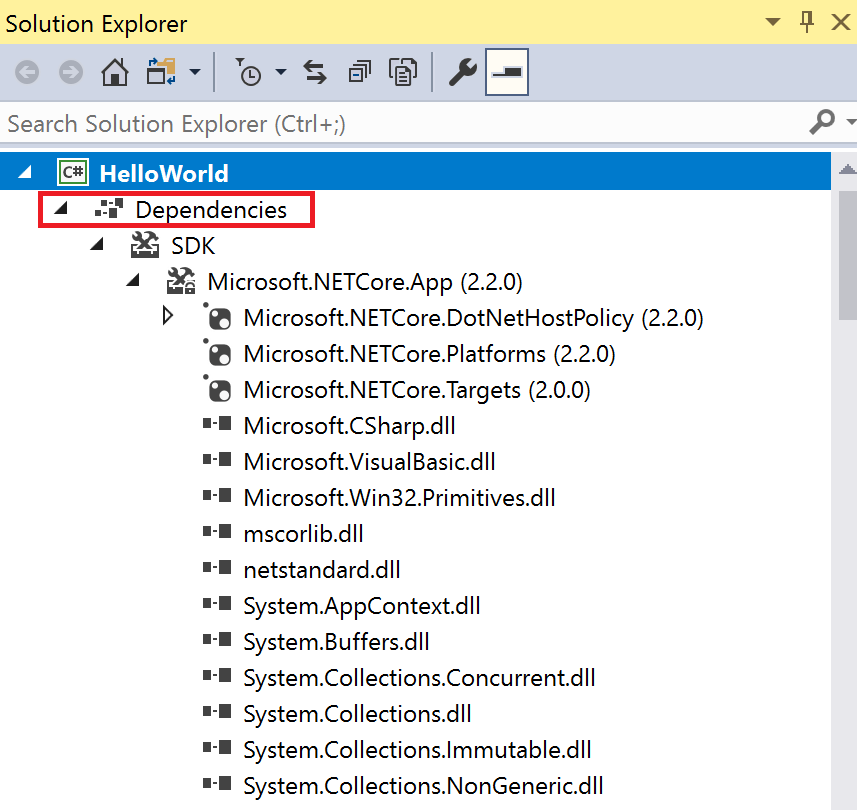 Solution Explorer
Search Solution Explorer (Ctrl+;)
C# HelloWorld
Dependencies
SDK
Microsoft.NETCore.App (2.2.0)
Microsoft.NETCore.DotNetHostPolicy (2.2.0)
Microsoft.NETCore.Platforms (2.2.0)
Microsoft.NETCore.Targets (2.0.0)
Microsoft.CSharp.dll
Microsoft.VisualBasic.dll
Microsoft.Win32.Primitives.dll
mscorlib.dll
netstandard.dll
System.AppContext.dll
System.Buffers.dll
System.Collections.Concurrent.dll
System.Collections.dll
System.Collections.Immutable.dll
System.Collections.NonGeneric.dll